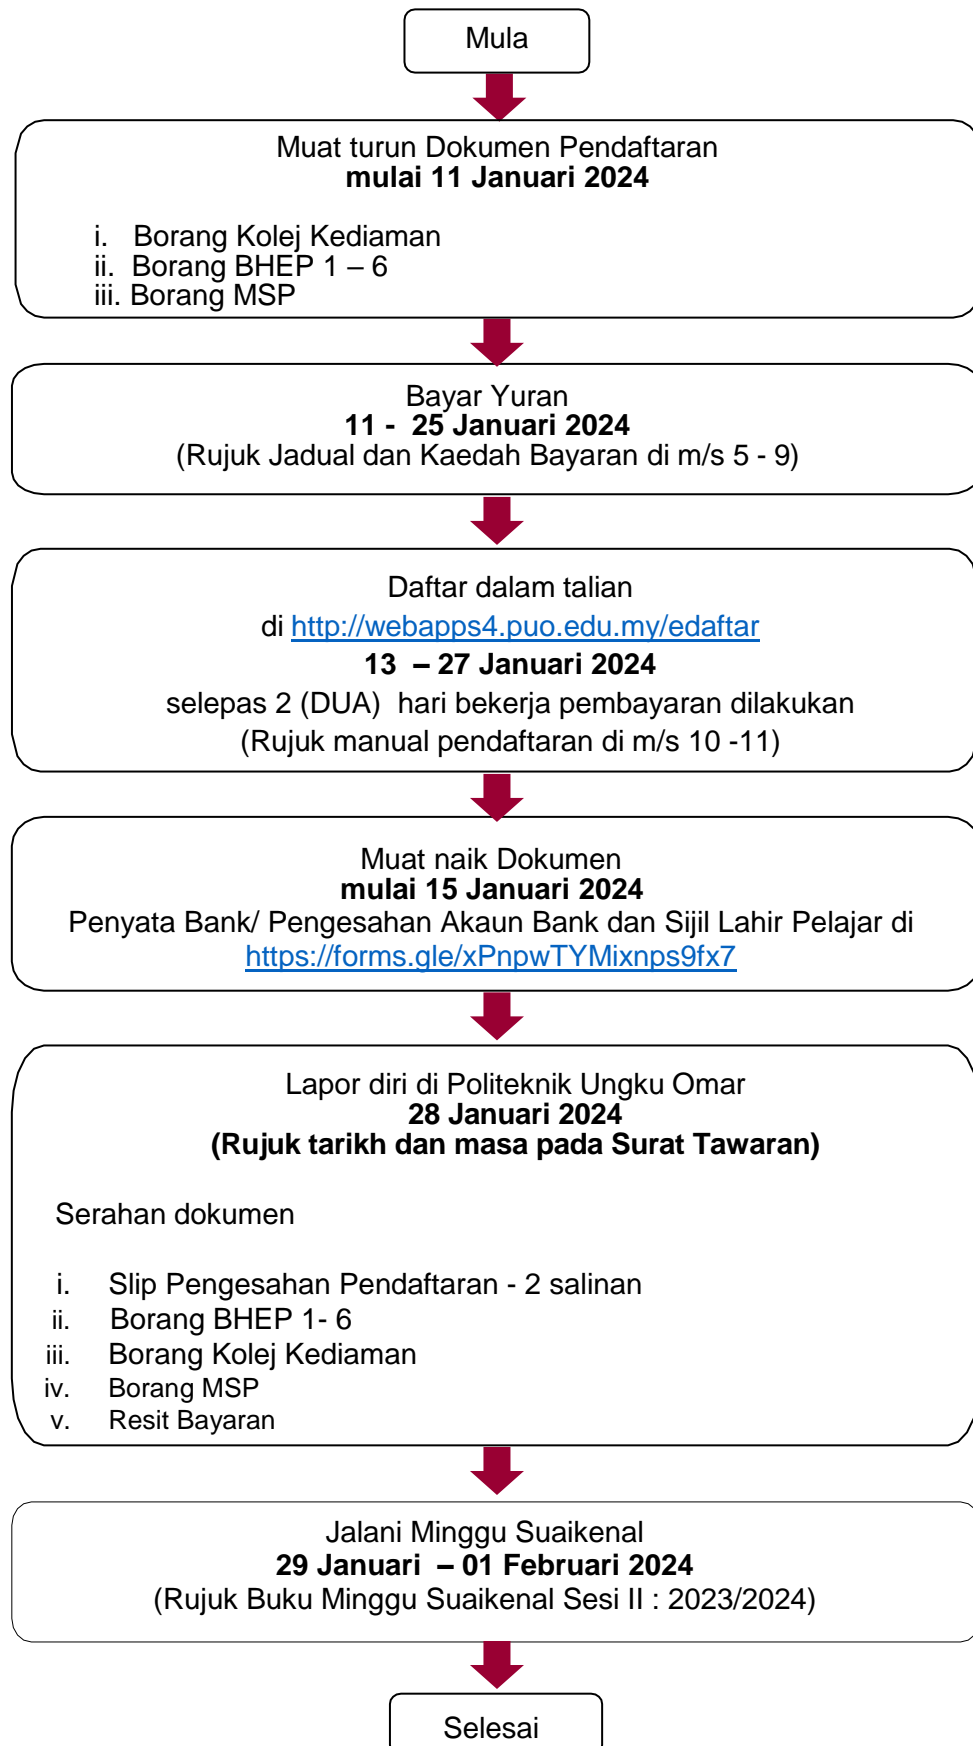 Mula
Muat turun Dokumen Pendaftaran
mulai 11 Januari 2024
i. Borang Kolej Kediaman
ii. Borang BHEP 1 – 6
iii. Borang MSP
Bayar Yuran
11 - 25 Januari 2024
(Rujuk Jadual dan Kaedah Bayaran di m/s 5 - 9)
Daftar dalam talian
di http://webapps4.puo.edu.my/edaftar
13 – 27 Januari 2024
selepas 2 (DUA) hari bekerja pembayaran dilakukan
(Rujuk manual pendaftaran di m/s 10 -11)
Muat naik Dokumen
mulai 15 Januari 2024
Penyata Bank/ Pengesahan Akaun Bank dan Sijil Lahir Pelajar di
https://forms.gle/xPnpwTYMixnps9fx7
Lapor diri di Politeknik Ungku Omar
28 Januari 2024
(Rujuk tarikh dan masa pada Surat Tawaran)
Serahan dokumen
i. Slip Pengesahan Pendaftaran - 2 salinan
ii. Borang BHEP 1- 6
iii. Borang Kolej Kediaman
iv. Borang MSP
v. Resit Bayaran
Jalani Minggu Suaikenal
29 Januari – 01 Februari 2024
(Rujuk Buku Minggu Suaikenal Sesi II : 2023/2024)
Selesai